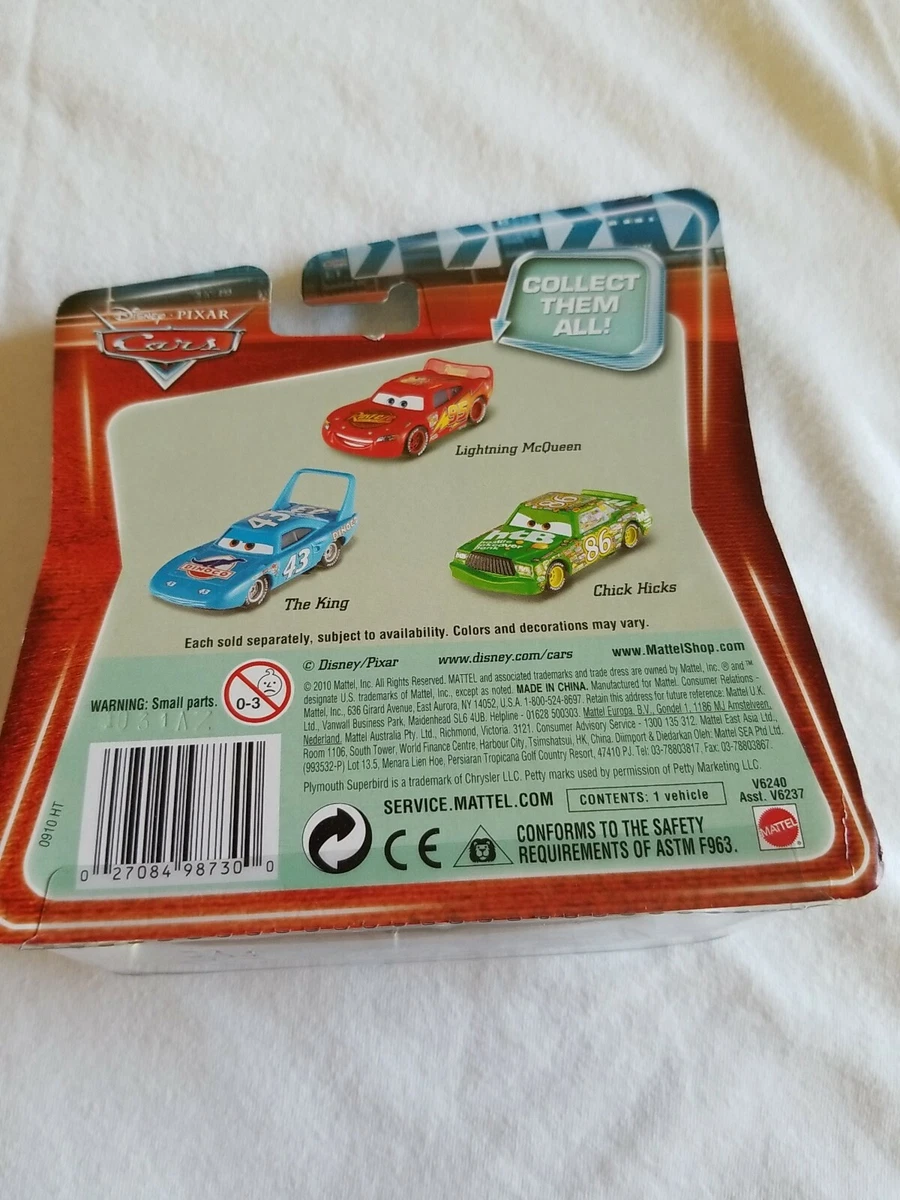 Disney · PIXAR
Cars
COLLECT
THEM
ALL!
Rust-eze
95
Lightning McQueen
43
DINOCO
DINOCO
43
The King
86
HtB
86
Chick Hicks
Each sold separately, subject to availability. Colors and decorations may vary.
© Disney/Pixar www.disney.com/cars www.MattelShop.com
WARNING: Small parts.
0-3
© 2010 Mattel, Inc. All Rights Reserved. MATTEL and associated trademarks and trade dress are owned by Mattel, Inc. ® and ™
designate U.S. trademarks of Mattel, Inc., except as noted. MADE IN CHINA. Manufactured for Mattel. Consumer Relations -
Mattel, Inc., 636 Girard Avenue, East Aurora, NY 14052, U.S.A. 1-800-524-8697. Retain this address for future reference: Mattel U.K.
Ltd., Vanwall Business Park, Maidenhead SL6 4UB. Helpline - 01628 500303. Mattel Europa, B.V., Gondel 1, 1186 MJ Amstelveen,
Nederland. Mattel Australia Pty. Ltd., Richmond, Victoria. 3121. Consumer Advisory Service - 1300 135 312. Mattel East Asia Ltd.,
Room 1106, South Tower, World Finance Centre, Harbour City, Tsimshatsui, HK, China. Diimport & Diedarkan Oleh: Mattel SEA Ptd Ltd.,
(993532-P) Lot 13.5, Menara Lien Hoe, Persiaran Tropicana Golf Country Resort, 47410 PJ. Tel: 03-78803817, Fax: 03-78803867.
Plymouth Superbird is a trademark of Chrysler LLC. Petty marks used by permission of Petty Marketing LLC.
0910 HT
0 27084 98730 0
SERVICE.MATTEL.COM
CONTENTS: 1 vehicle
V6240
Asst. V6237
CE
CONFORMS TO THE SAFETY
REQUIREMENTS OF ASTM F963.
MATTEL